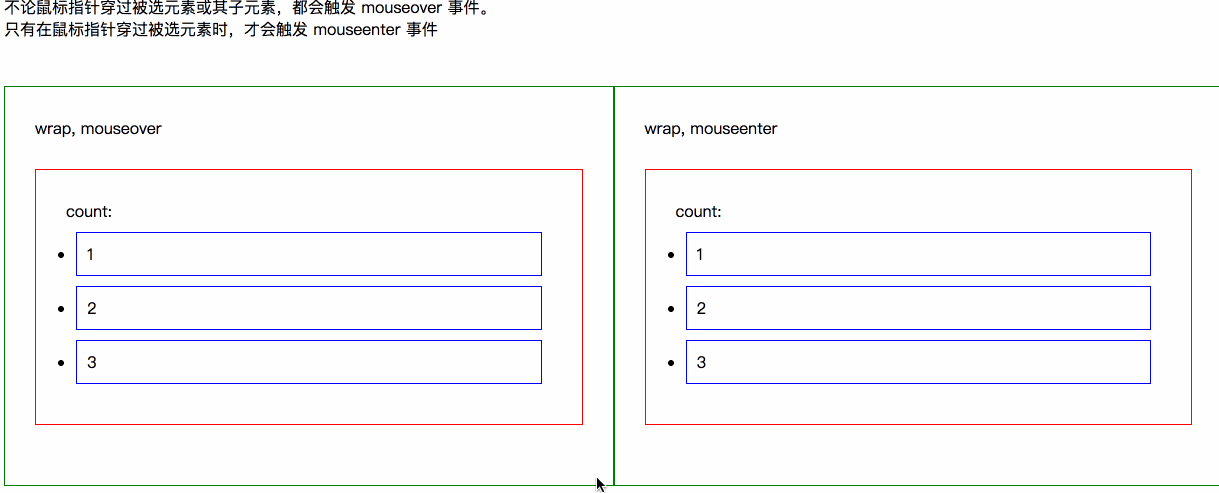 不论鼠标指针穿过被选元素或其子元素，都会触发 mouseover 事件。
只有在鼠标指针穿过被选元素时，才会触发 mouseenter 事件
wrap, mouseover
count:
1
2
3
wrap, mouseenter
count:
1
2
3